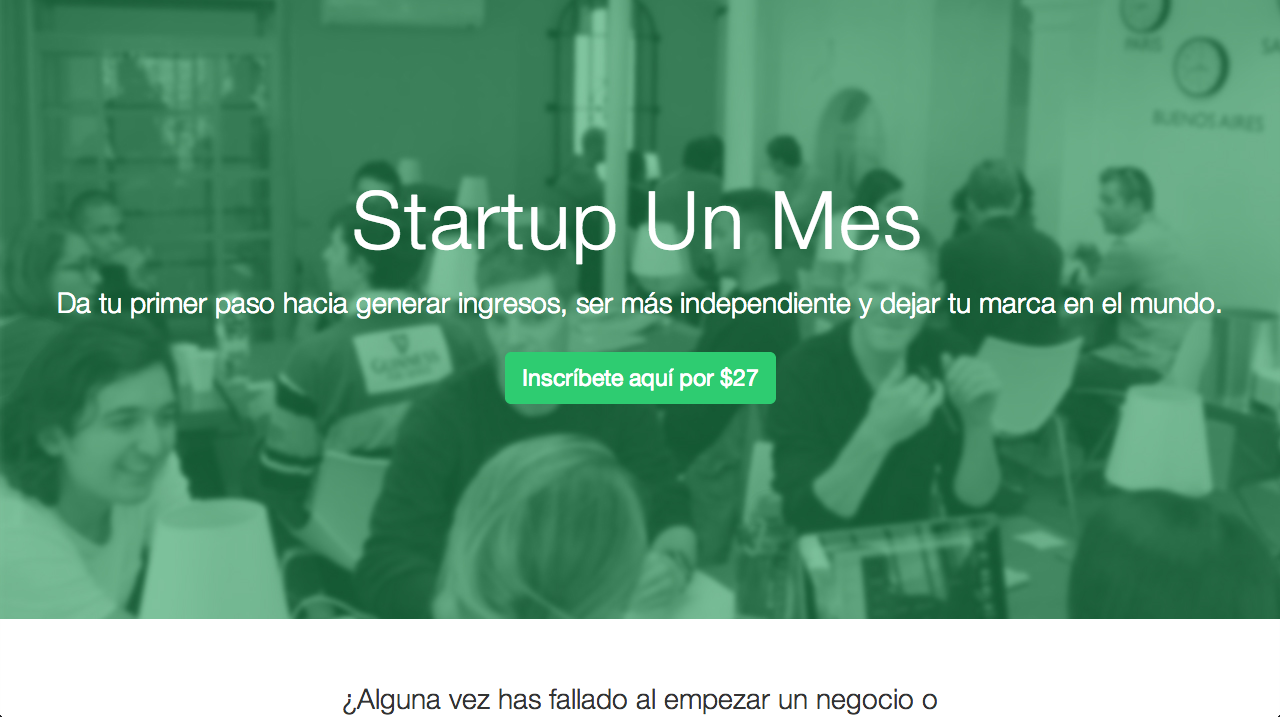 PARIS
BUENOS AIRES
Startup Un Mes
Da tu primer paso hacia generar ingresos, ser más independiente y dejar tu marca en el mundo.
GUINNESS
Inscríbete aquí por $27
¿Alguna vez has fallado al empezar un negocio o